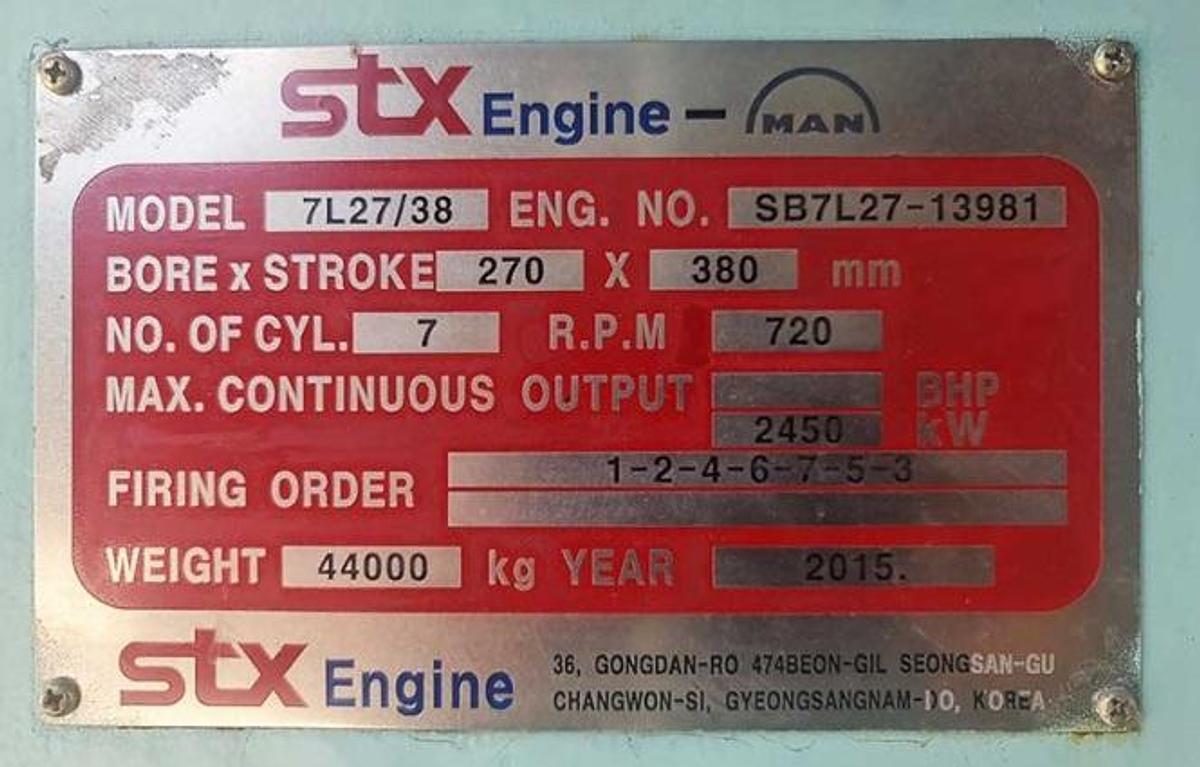 STX Engine - MAN
MODEL 7L27/38 ENG. NO. SB7L27-13981
BORE x STROKE 270 X 380 mm
NO. OF CYL. 7 R.P.M 720
MAX. CONTINUOUS OUTPUT BHP
2450 KW
FIRING ORDER 1-2-4-6-7-5-3
WEIGHT 44000 kg YEAR 2015.
STX Engine
36, GONGDAN-RO 474BEON-GIL SEONGSAN-GU
CHANGWON-SI, GYEONGSANGNAM-DO, KOREA